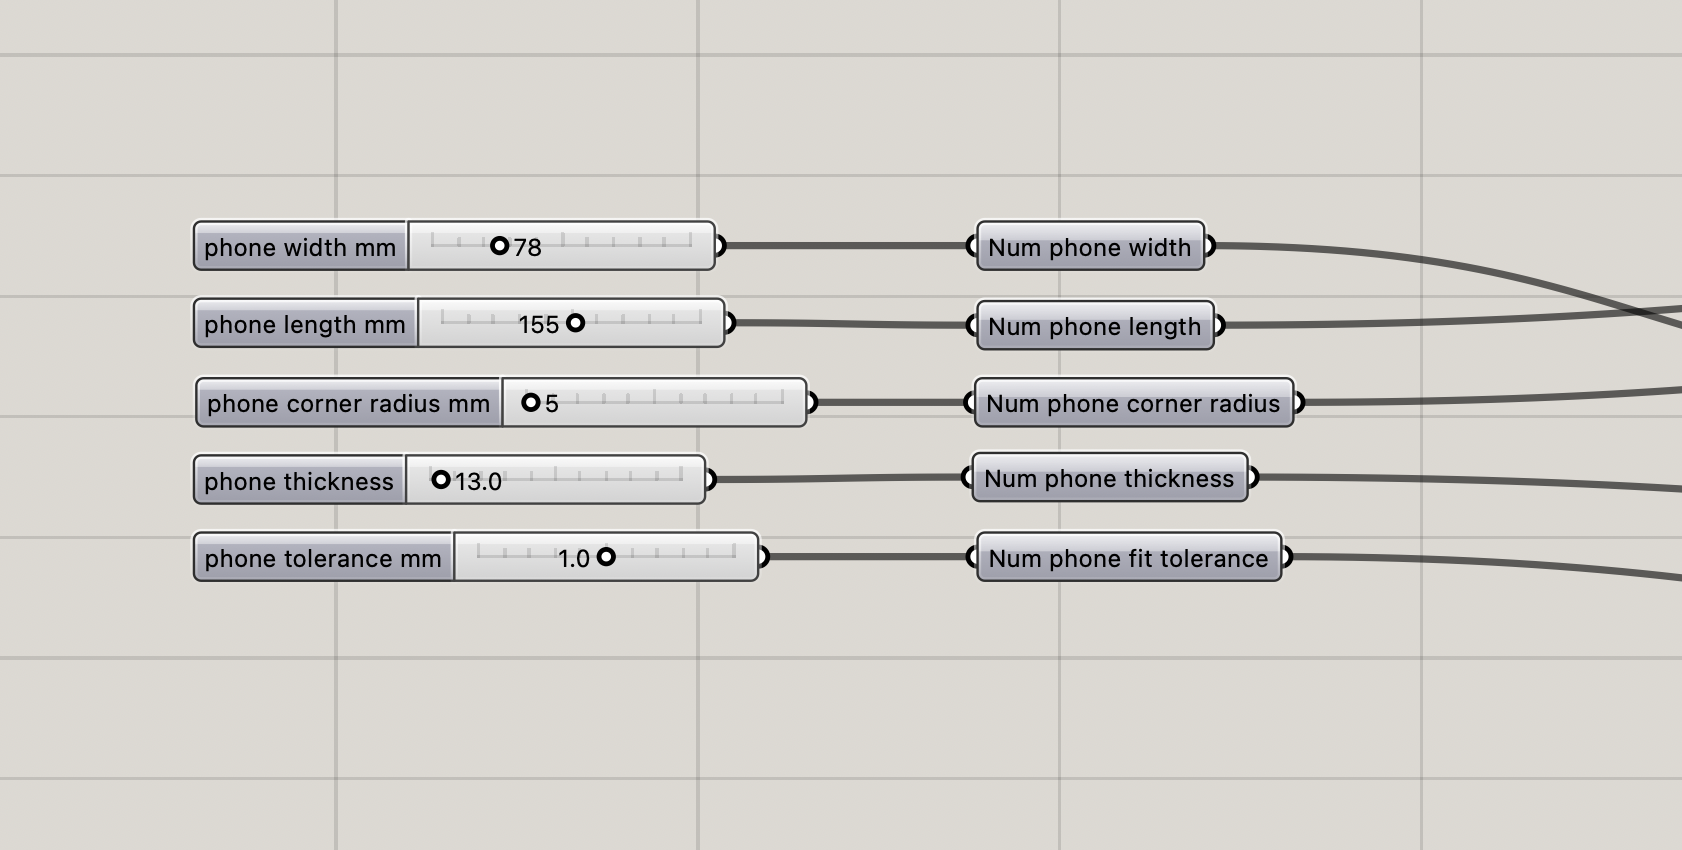 phone width mm 78 Num phone width
phone length mm 155 Num phone length
phone corner radius mm 5 Num phone corner radius
phone thickness 13.0 Num phone thickness
phone tolerance mm 1.0 Num phone fit tolerance